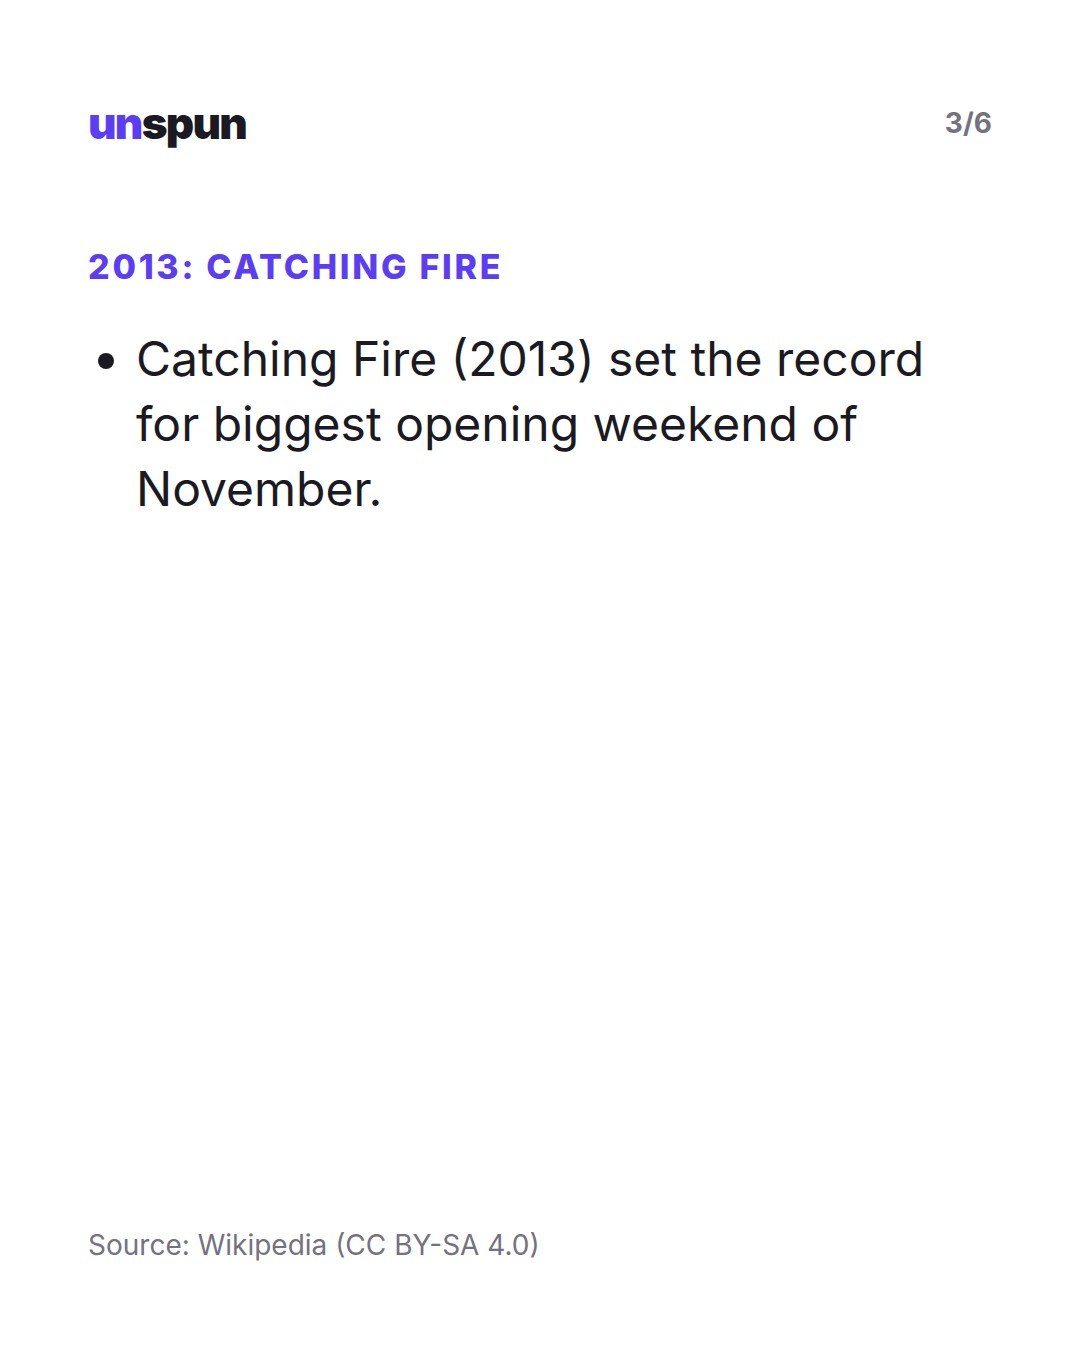 unspun
3/6
2013: CATCHING FIRE
• Catching Fire (2013) set the record
for biggest opening weekend of
November.
Source: Wikipedia (CC BY-SA 4.0)